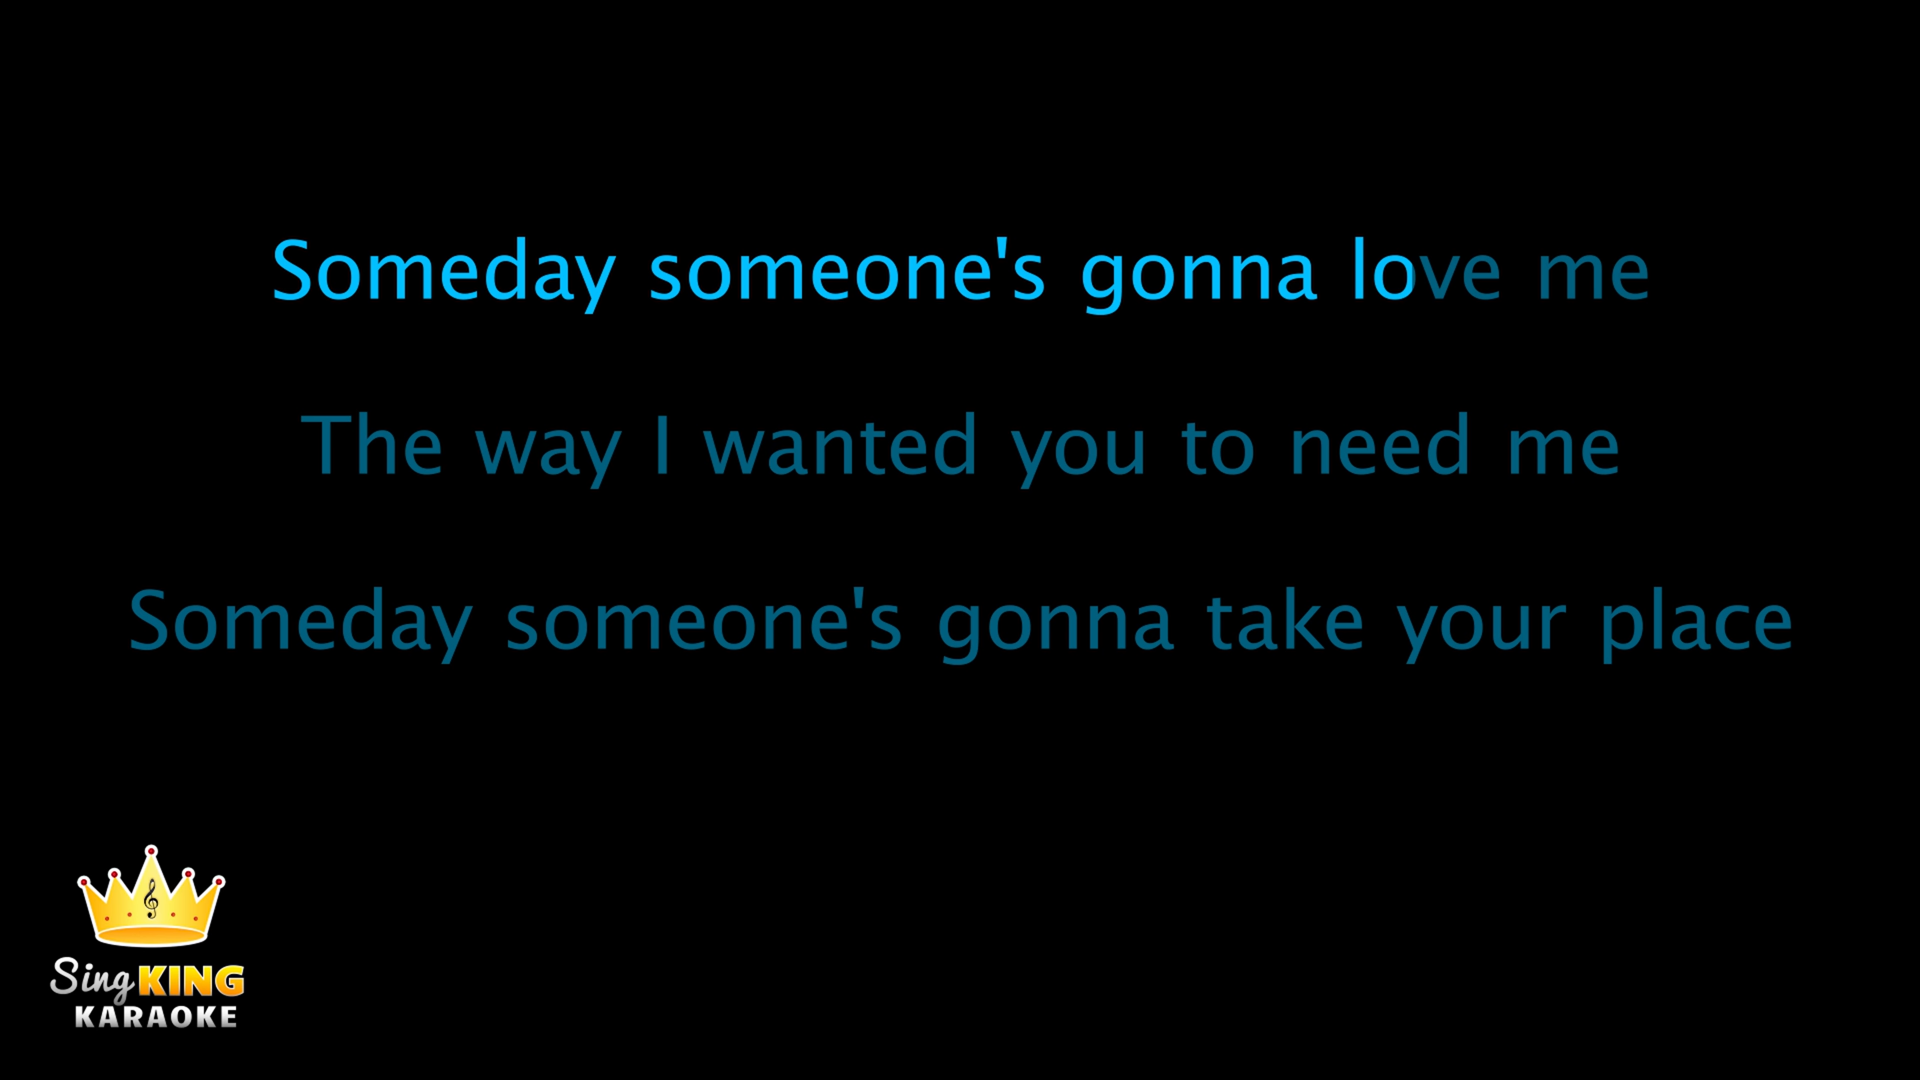 Someday someone's gonna love me
The way I wanted you to need me
Someday someone's gonna take your place
Sing KING
KARAOKE